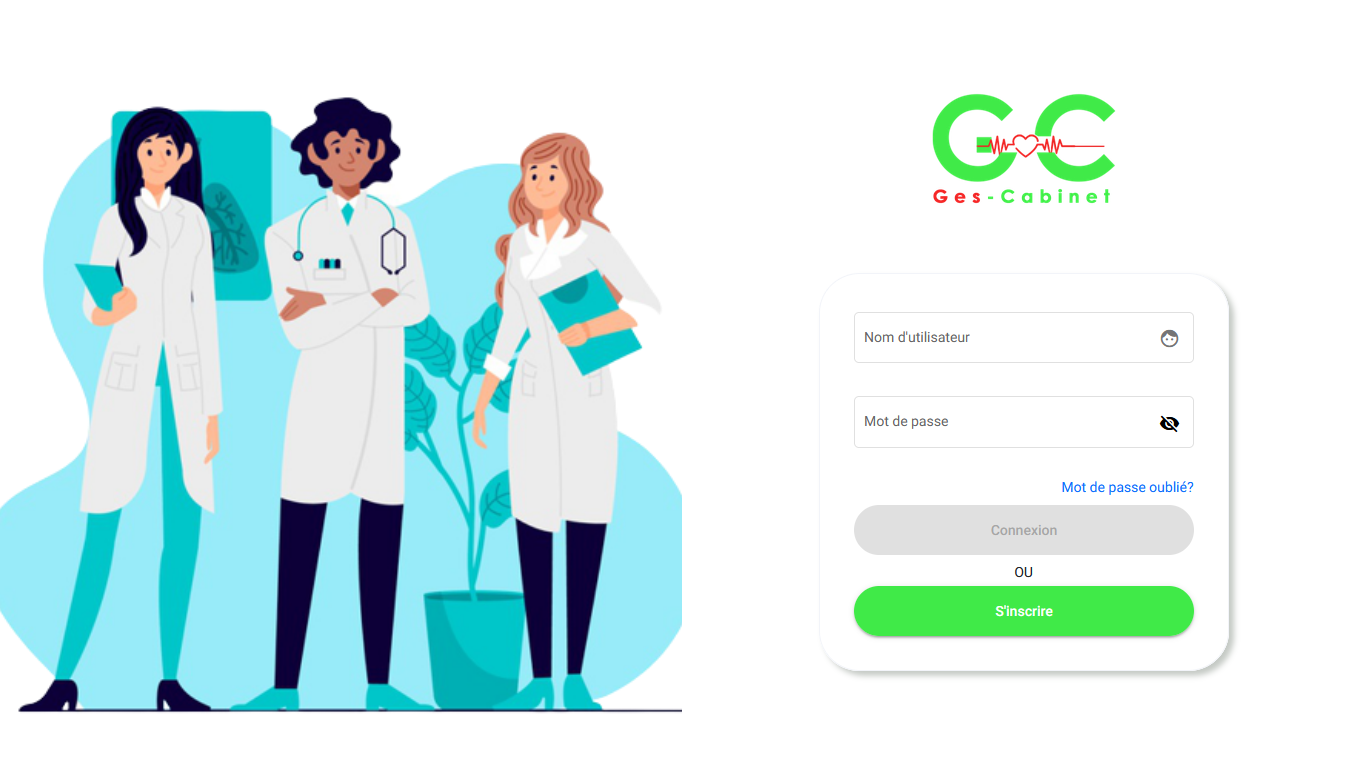 GC
Ges-Cabinet
Nom d'utilisateur
Mot de passe
Mot de passe oublié?
Connexion
OU
S'inscrire